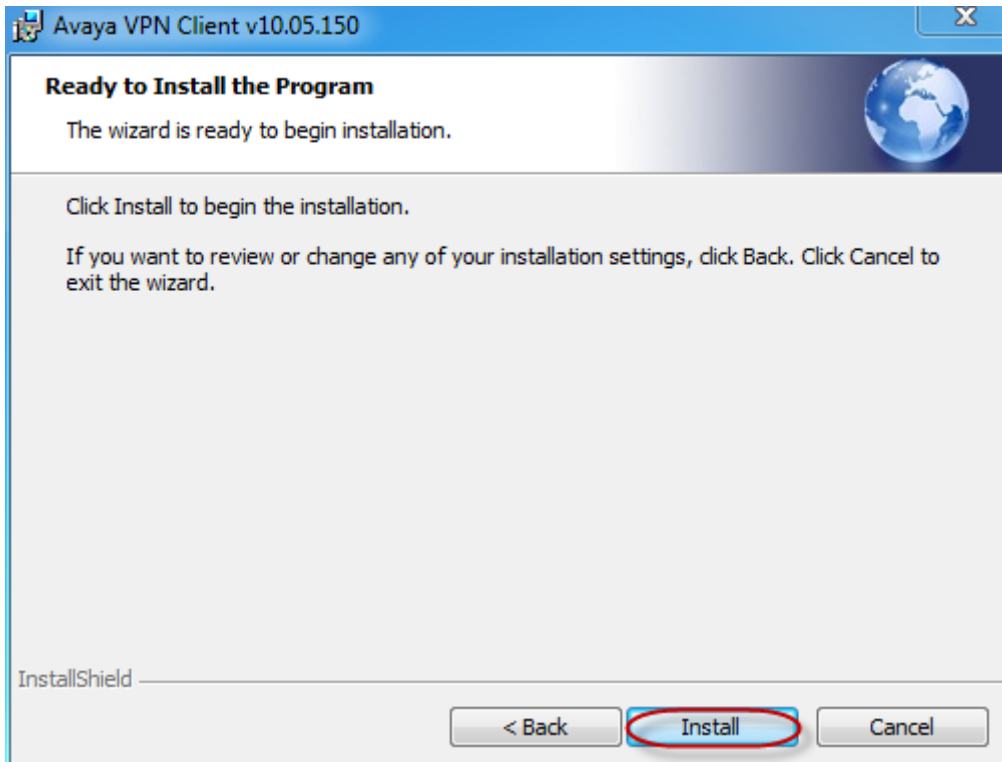 Avaya VPN Client v10.05.150
Ready to Install the Program
The wizard is ready to begin installation.
Click Install to begin the installation.
If you want to review or change any of your installation settings, click Back. Click Cancel to
exit the wizard.
InstallShield
< Back
Install
Cancel